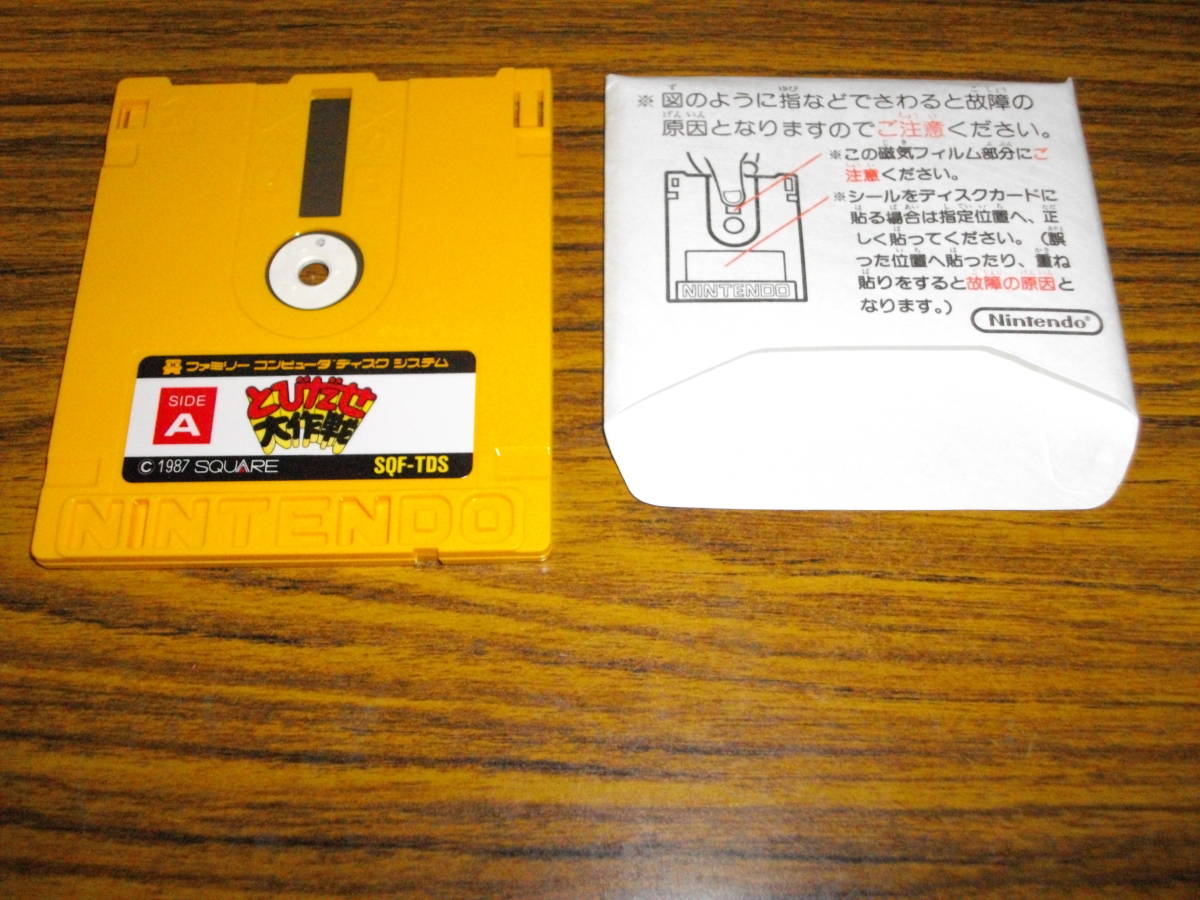 ファミリー コンピュータ ディスク システム
SIDE
A
とびだせ
大作戦
© 1987 SQUARE
SQF-TDS
NINTENDO
※図のように指などでさわると故障の
原因となりますのでご注意ください。
※この磁気フィルム部分にご
注意ください。
※シールをディスクカードに
貼る場合は指定位置へ、正
しく貼ってください。(誤
った位置へ貼ったり、重ね
貼りをすると故障の原因と
なります。)
NINTENDO
Nintendo®